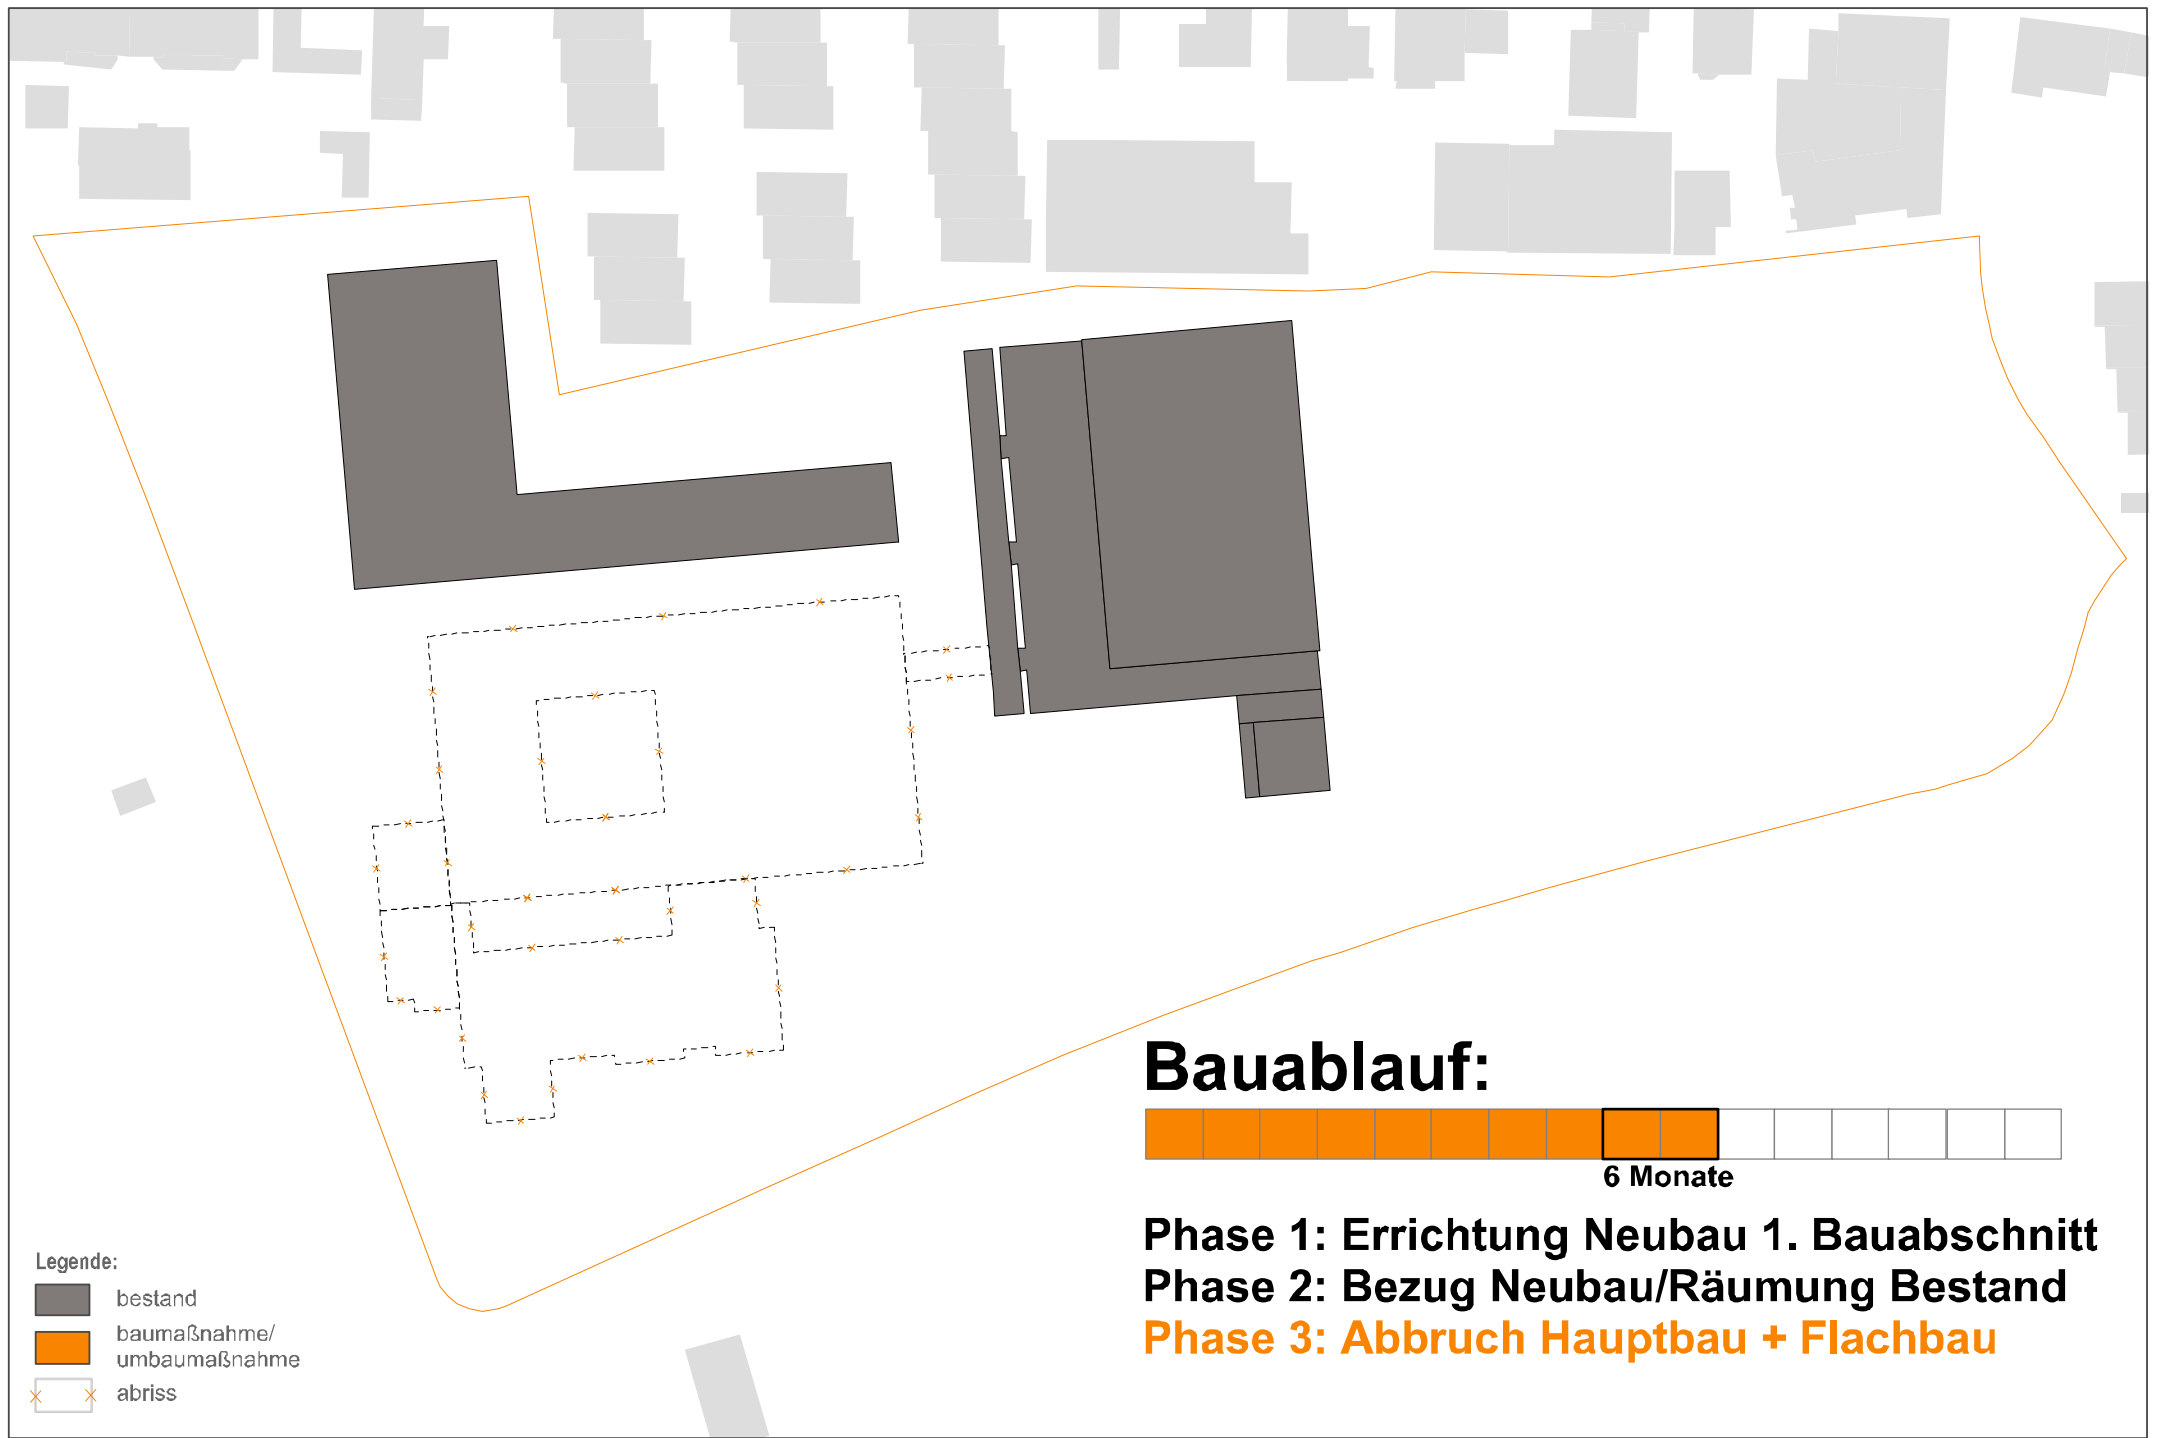 Bauablauf:
6 Monate
Phase 1: Errichtung Neubau 1. Bauabschnitt
Phase 2: Bezug Neubau/Räumung Bestand
Phase 3: Abbruch Hauptbau + Flachbau
Legende:
bestand
baumaßnahme/
umbaumaßnahme
abriss